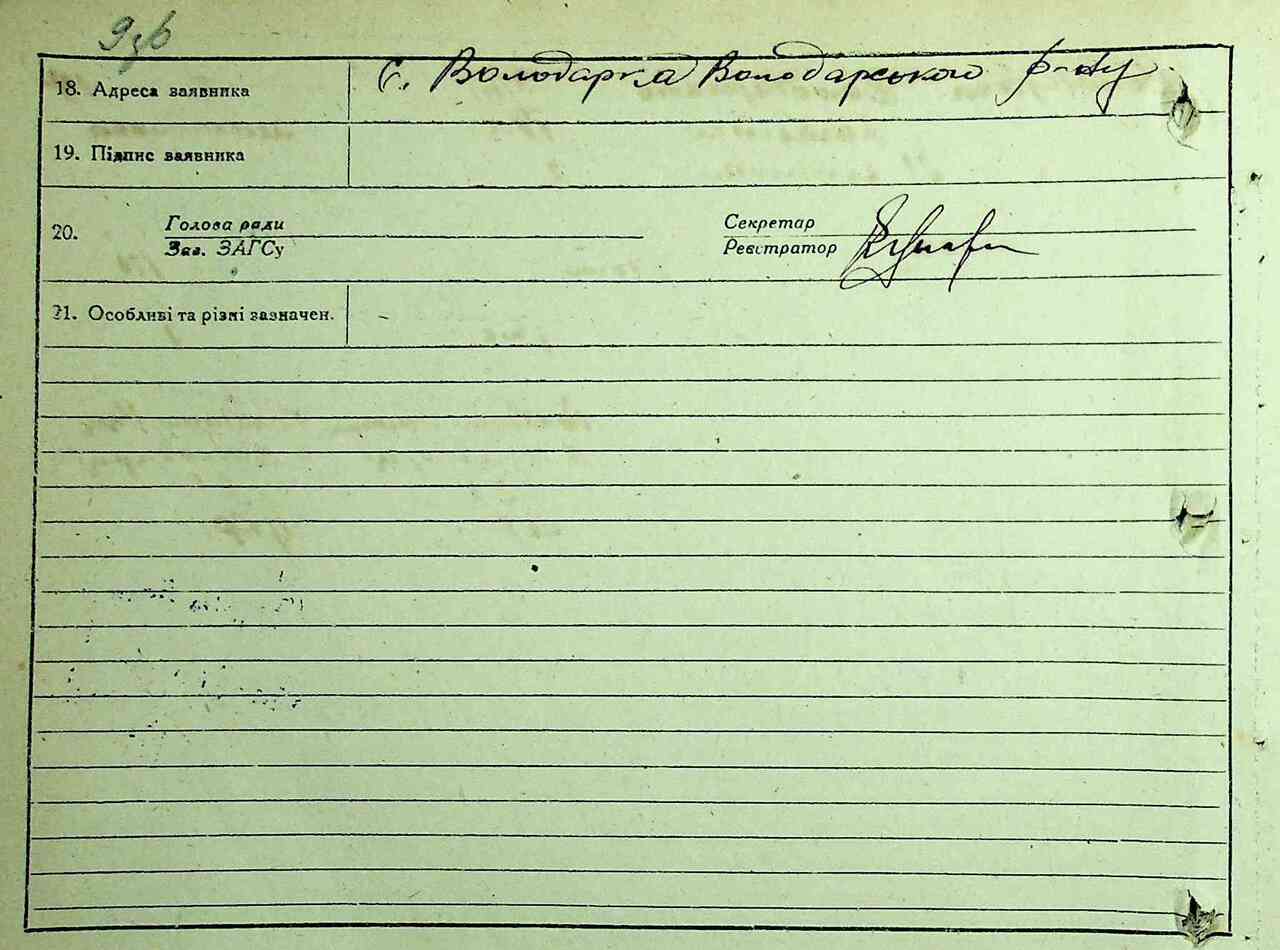 9зв
18. Адреса заявника с. Володарка Володарського р-ну
19. Підпис заявника
20. Голова ради Секретар
Зав. ЗАГСу Реєстратор
21. Особливі та різні зазначен. -